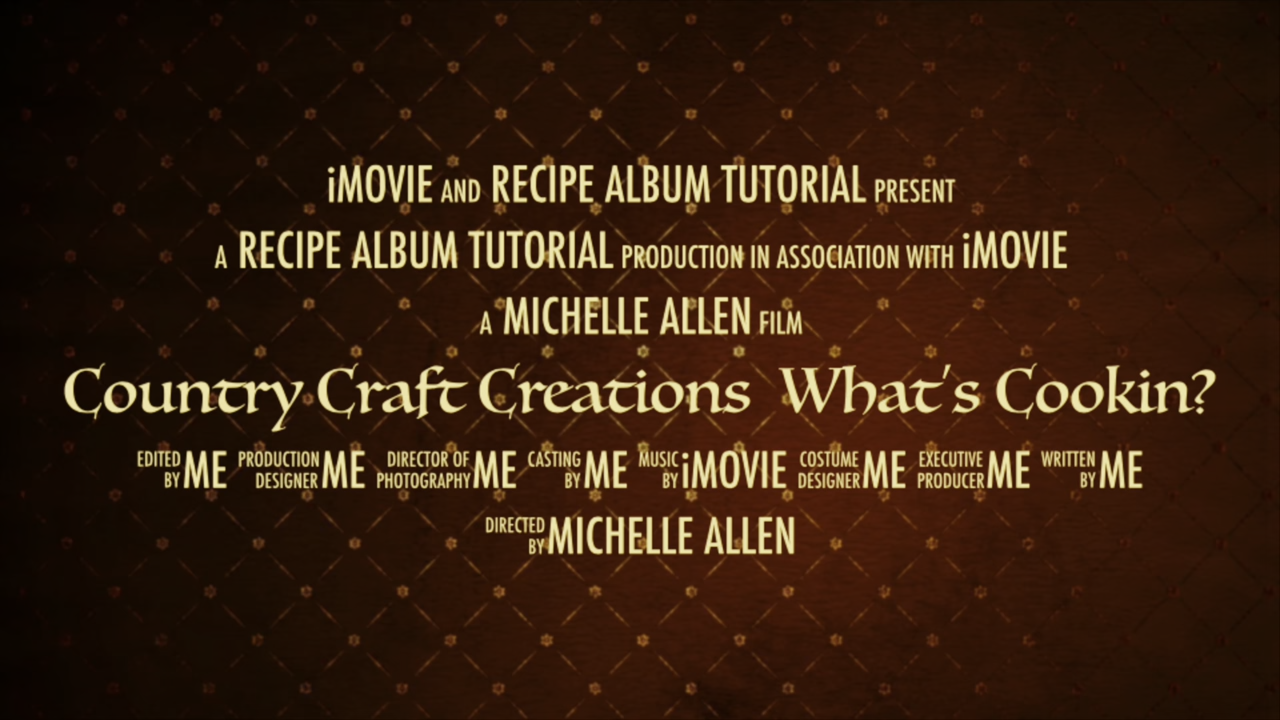 iMOVIE AND RECIPE ALBUM TUTORIAL PRESENT
A RECIPE ALBUM TUTORIAL PRODUCTION IN ASSOCIATION WITH iMOVIE
A MICHELLE ALLEN FILM
Country Craft Creations What's Cookin?
EDITED BY ME PRODUCTION DESIGNER ME DIRECTOR OF PHOTOGRAPHY ME CASTING BY ME MUSIC BY iMOVIE COSTUME DESIGNER ME EXECUTIVE PRODUCER ME WRITTEN BY ME
DIRECTED BY MICHELLE ALLEN